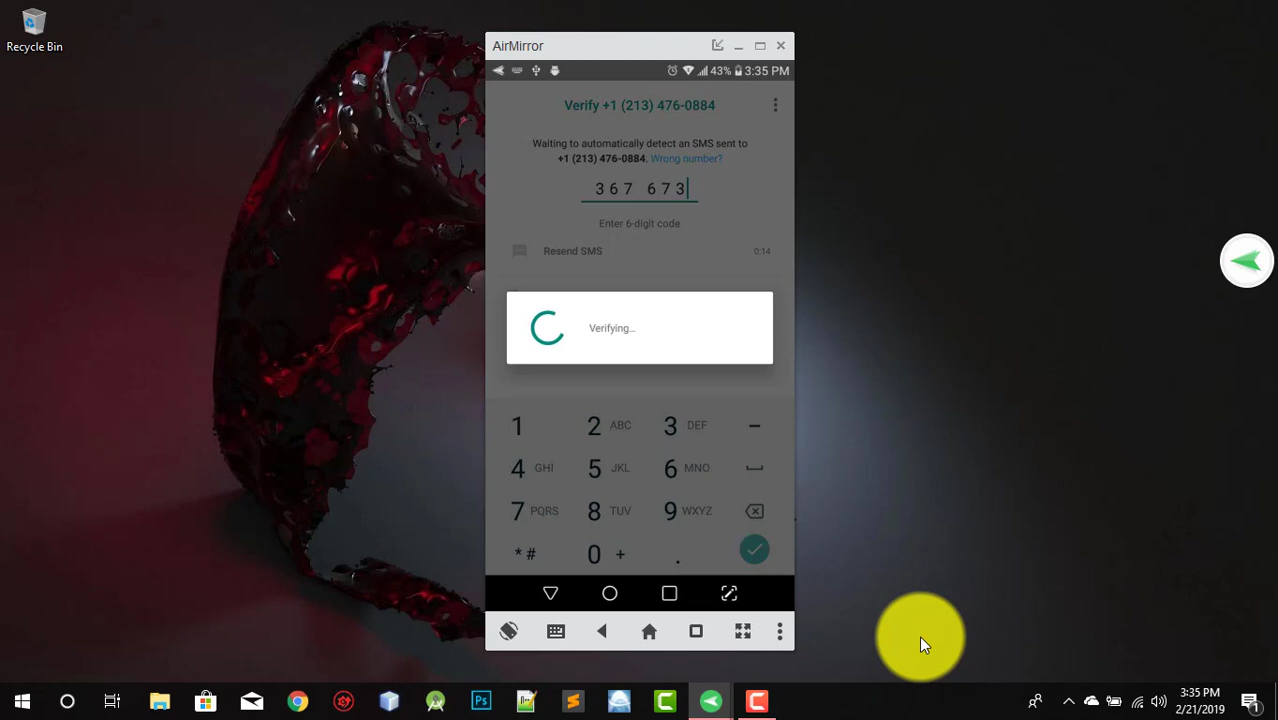 Recycle Bin
AirMirror
43% 3:35 PM
Verify +1 (213) 476-0884
Waiting to automatically detect an SMS sent to
+1 (213) 476-0884. Wrong number?
367 673
Enter 6-digit code
Resend SMS 0:14
Verifying...
1 2 ABC 3 DEF -
4 GHI 5 JKL 6 MNO
7 PQRS 8 TUV 9 WXYZ
* # 0 + .
Ps
3:35 PM
2/21/2019
1